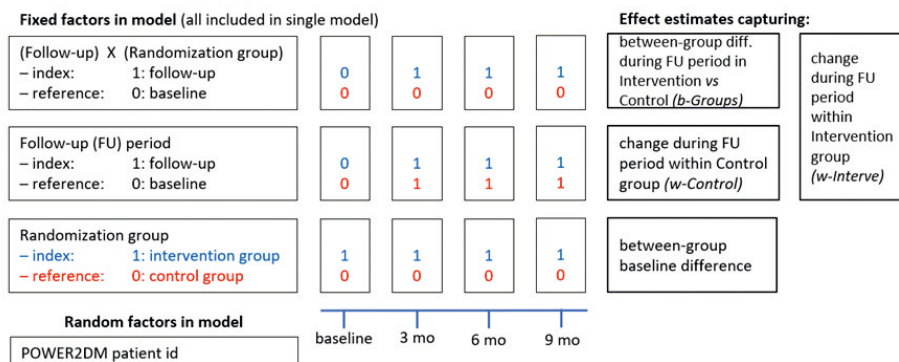 Fixed factors in model (all included in single model)
Effect estimates capturing:
(Follow-up) X (Randomization group)
– index: 1: follow-up
– reference: 0: baseline
0 1 1 1
0 0 0 0
between-group diff.
during FU period in
Intervention vs
Control (b-Groups)
change
during FU
period
within
Intervention
group
(w-Interve)
Follow-up (FU) period
– index: 1: follow-up
– reference: 0: baseline
0 1 1 1
0 1 1 1
change during FU
period within Control
group (w-Control)
Randomization group
– index: 1: intervention group
– reference: 0: control group
1 1 1 1
0 0 0 0
between-group
baseline difference
Random factors in model
baseline 3 mo 6 mo 9 mo
POWER2DM patient id